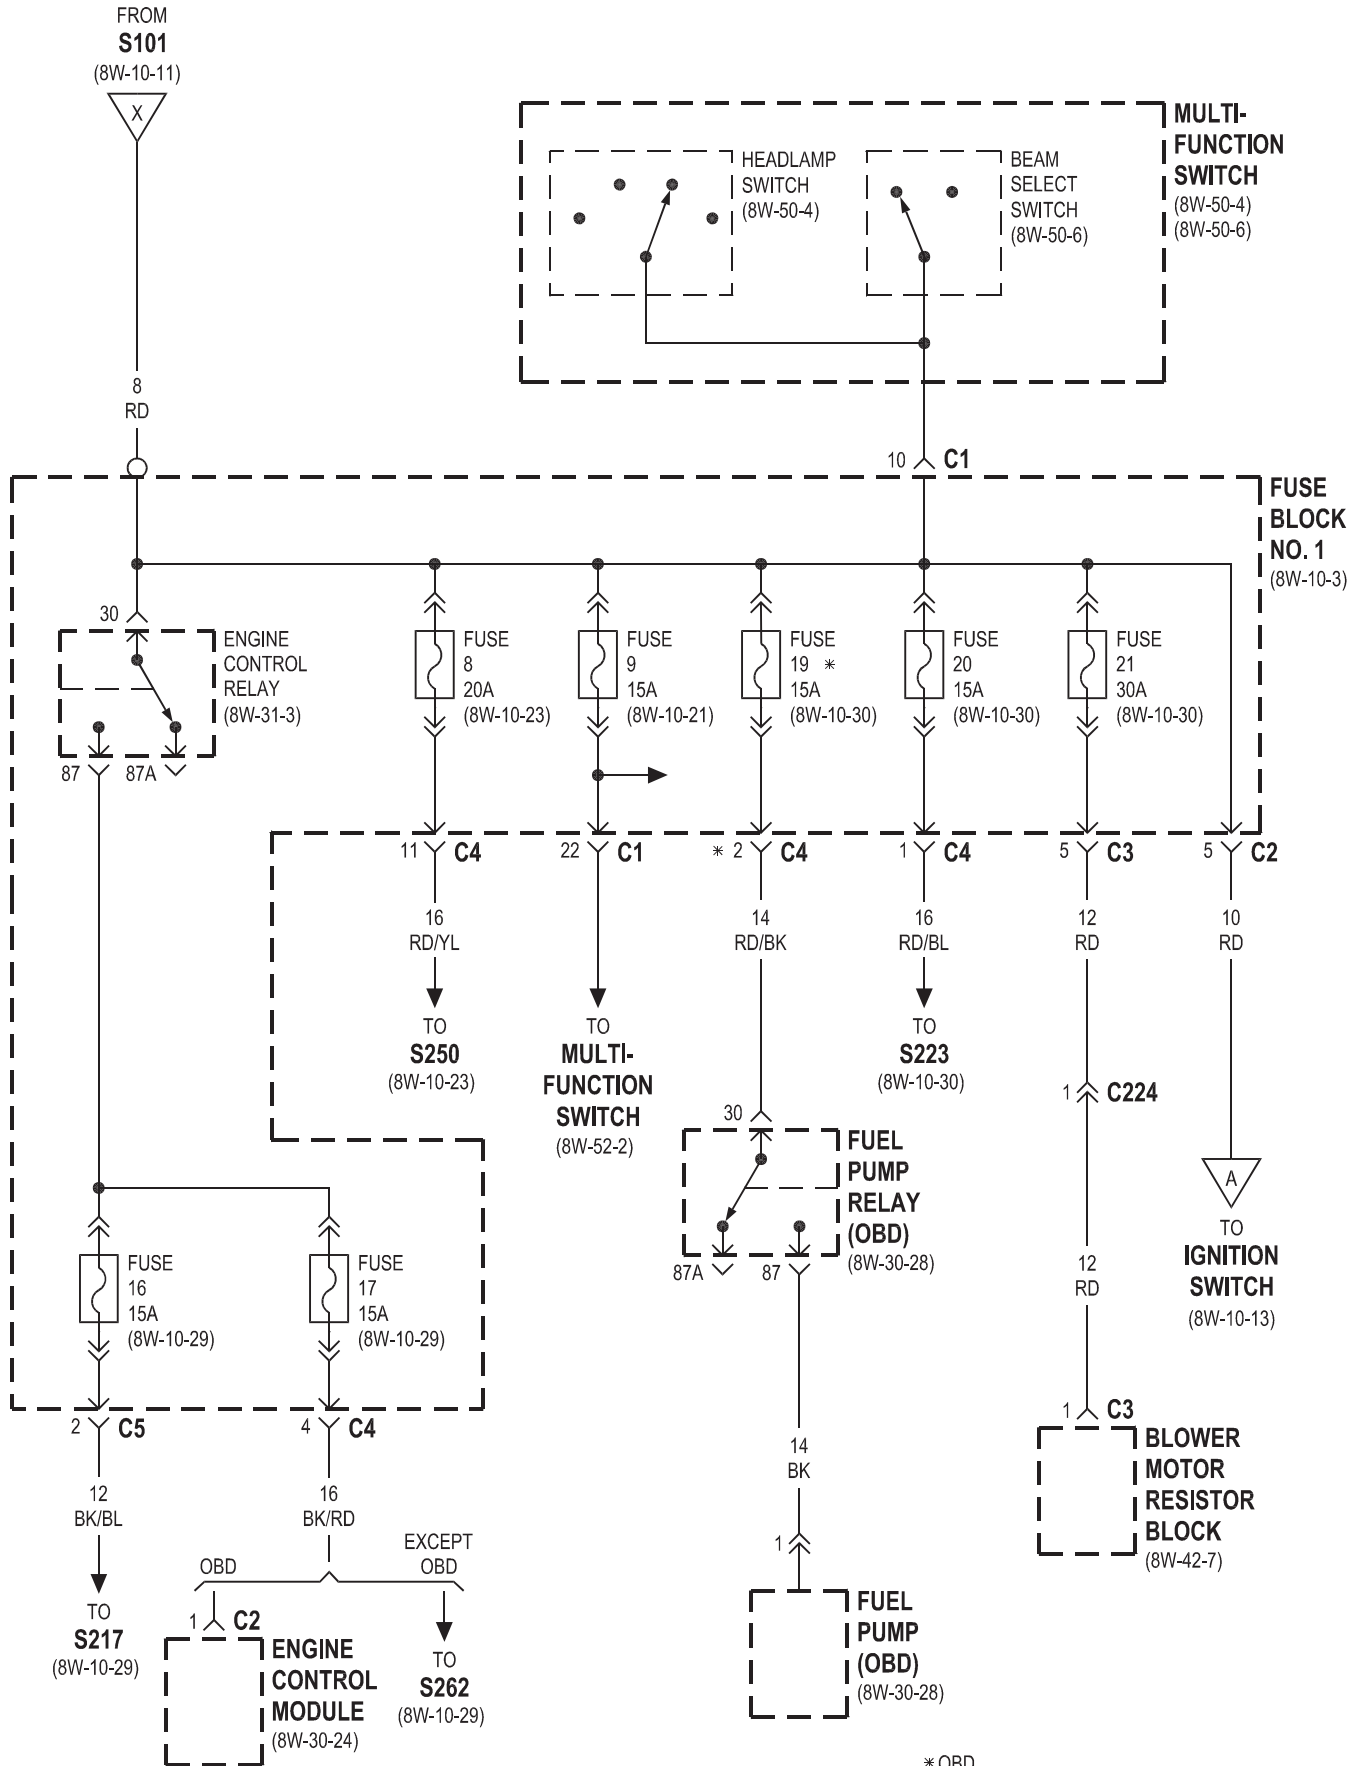 FROM
S101
(8W-10-11)
X
8
RD
HEADLAMP
SWITCH
(8W-50-4)
BEAM
SELECT
SWITCH
(8W-50-6)
MULTI-
FUNCTION
SWITCH
(8W-50-4)
(8W-50-6)
10 C1
FUSE
BLOCK
NO. 1
(8W-10-3)
30
ENGINE
CONTROL
RELAY
(8W-31-3)
87 87A
FUSE
8
20A
(8W-10-23)
FUSE
9
15A
(8W-10-21)
FUSE
19 *
15A
(8W-10-30)
FUSE
20
15A
(8W-10-30)
FUSE
21
30A
(8W-10-30)
11 C4
22 C1
* 2 C4
1 C4
5 C3
5 C2
16
RD/YL
TO
S250
(8W-10-23)
TO
MULTI-
FUNCTION
SWITCH
(8W-52-2)
14
RD/BK
16
RD/BL
TO
S223
(8W-10-30)
12
RD
10
RD
1 C224
30
FUEL
PUMP
RELAY
(OBD)
(8W-30-28)
87A 87
A
TO
IGNITION
SWITCH
(8W-10-13)
12
RD
FUSE
16
15A
(8W-10-29)
FUSE
17
15A
(8W-10-29)
2 C5
4 C4
12
BK/BL
TO
S217
(8W-10-29)
16
BK/RD
OBD
EXCEPT
OBD
1 C2
ENGINE
CONTROL
MODULE
(8W-30-24)
TO
S262
(8W-10-29)
14
BK
1
FUEL
PUMP
(OBD)
(8W-30-28)
1 C3
BLOWER
MOTOR
RESISTOR
BLOCK
(8W-42-7)
* OBD